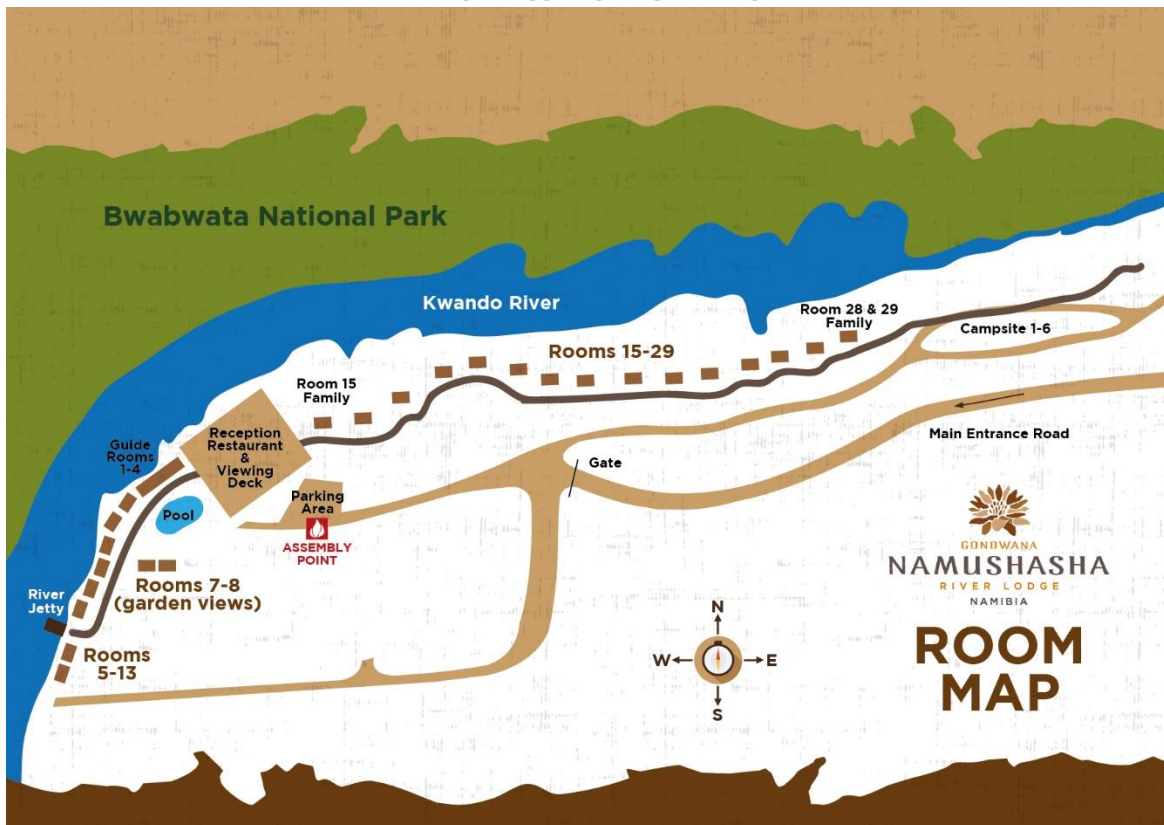 Bwabwata National Park
Kwando River
Room 28 & 29
Family
Campsite 1-6
Rooms 15-29
Room 15
Family
Guide
Rooms
1-4
Reception
Restaurant
&
Viewing
Deck
Main Entrance Road
Gate
Parking
Area
Pool
ASSEMBLY
POINT
GONDWANA
NAMUSHASHA
RIVER LODGE
NAMIBIA
Rooms 7-8
(garden views)
River
Jetty
Rooms
5-13
N
W
E
S
ROOM
MAP